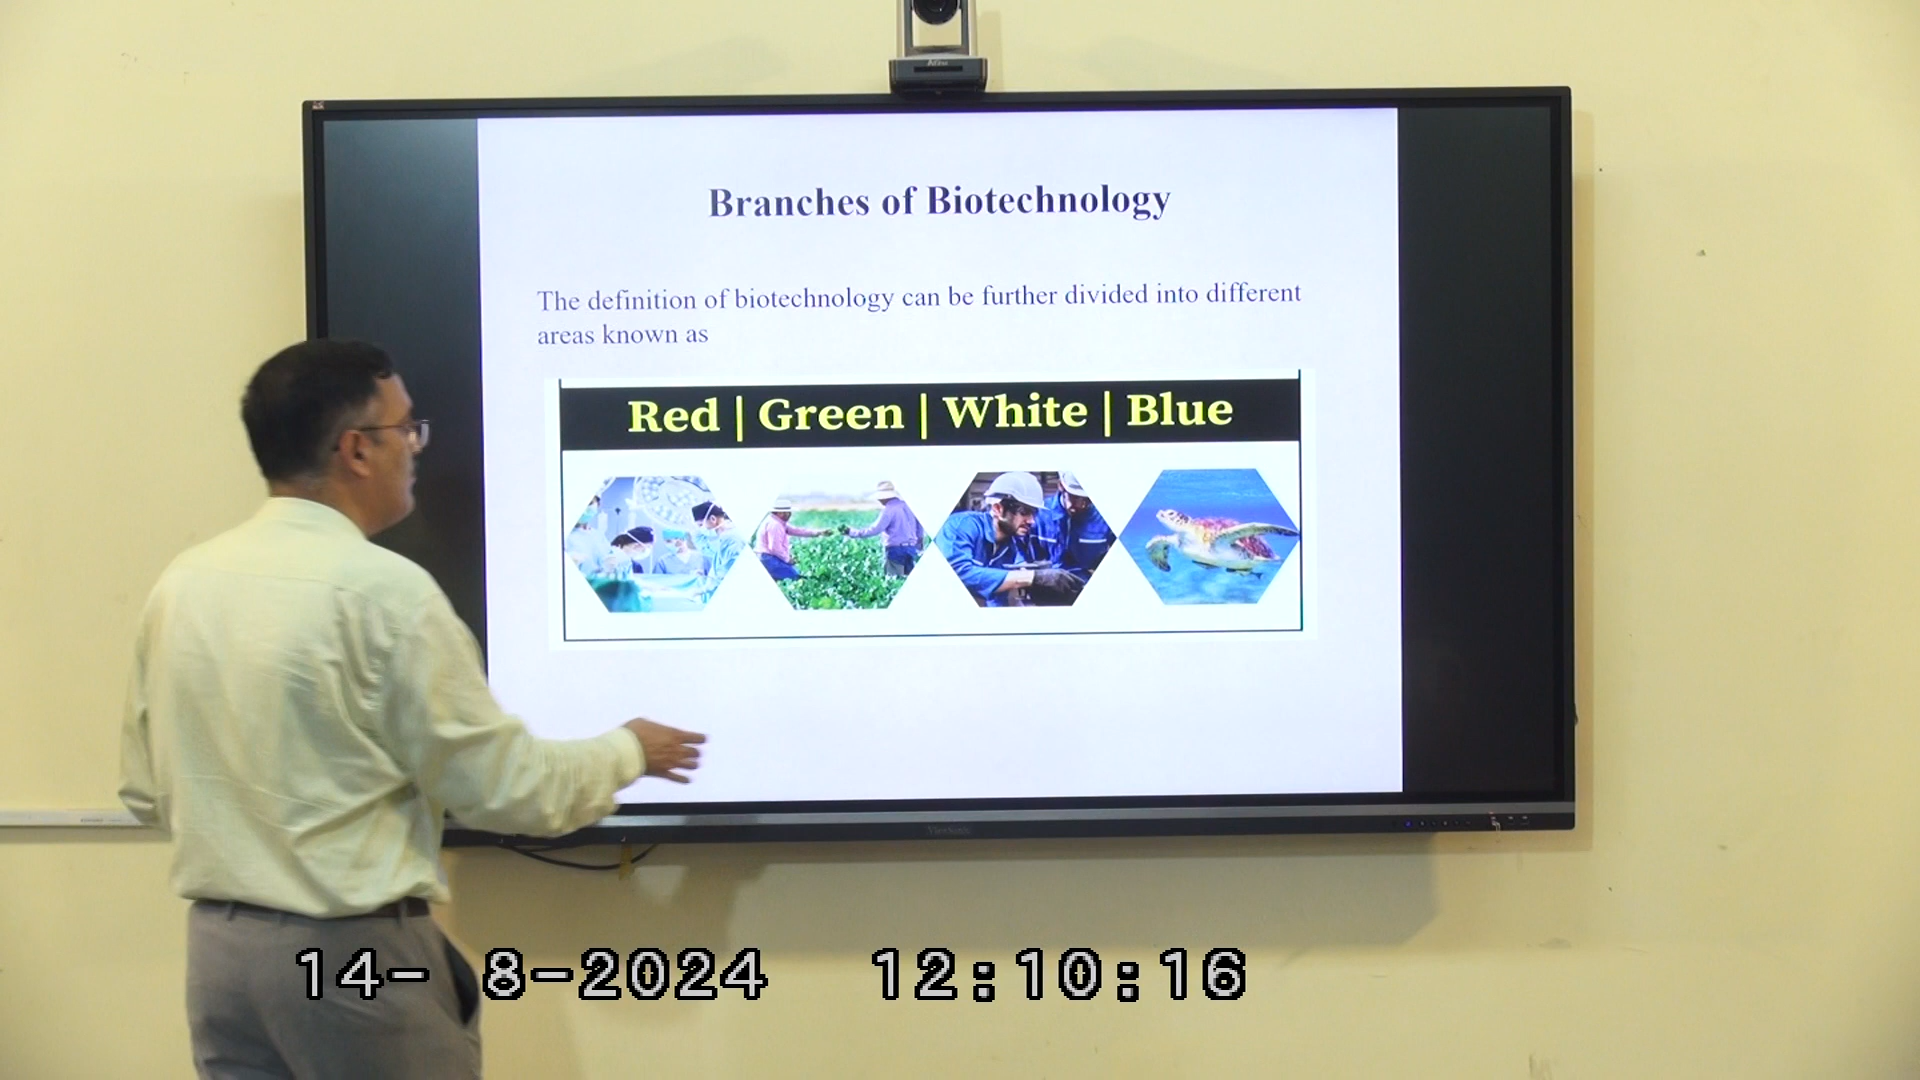 Branches of Biotechnology
The definition of biotechnology can be further divided into different
areas known as
Red | Green | White | Blue
ViewSonic
14- 8-2024 12:10:16